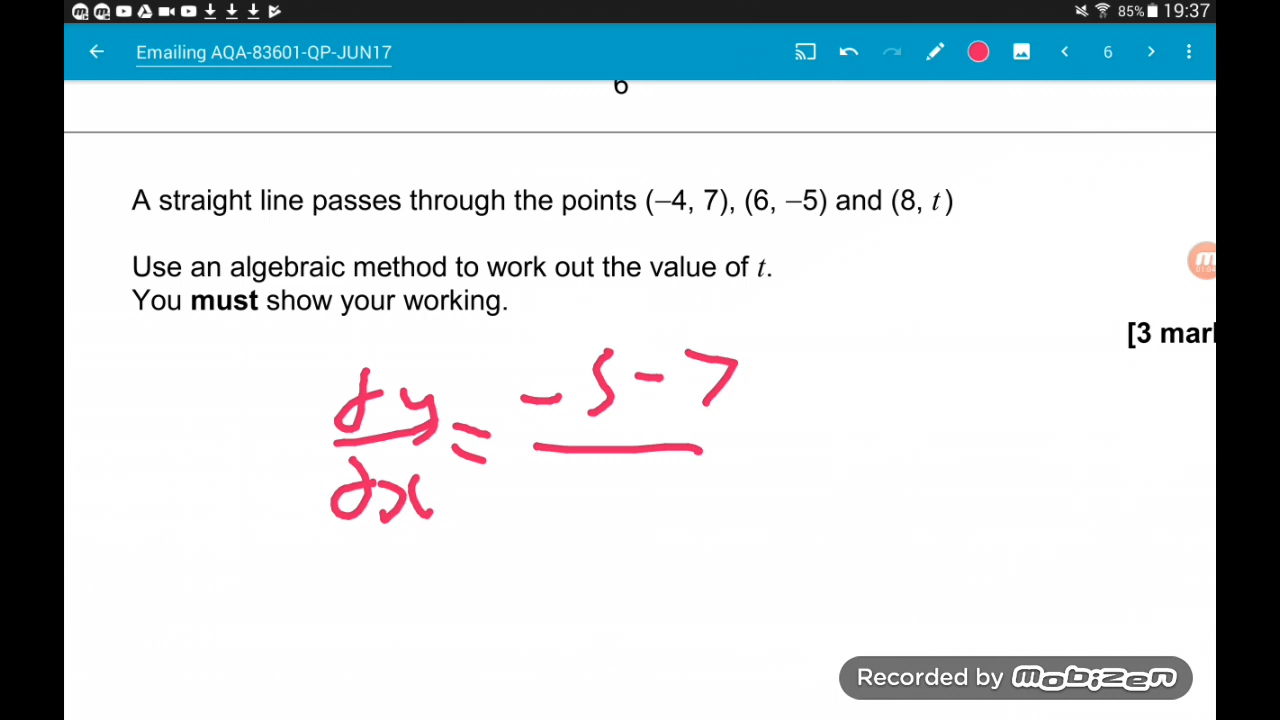 85% 19:37
Emailing AQA-83601-QP-JUN17
6
6
A straight line passes through the points (–4, 7), (6, –5) and (8, t)
Use an algebraic method to work out the value of t.
You must show your working.
[3 mar
dy/dx = -5-7
Recorded by mobizen